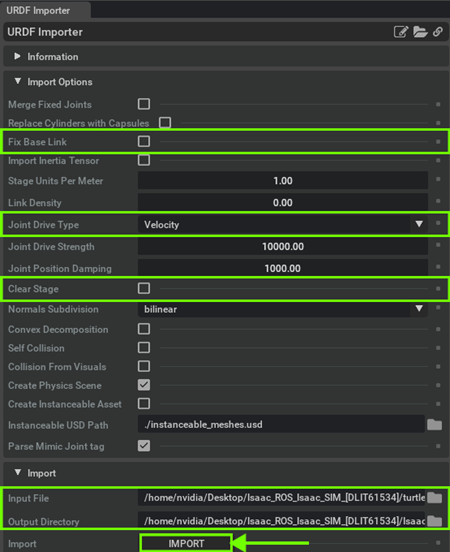 URDF Importer
URDF Importer
Information
Import Options
Merge Fixed Joints
Replace Cylinders with Capsules
Fix Base Link
Import Inertia Tensor
Stage Units Per Meter 1.00
Link Density 0.00
Joint Drive Type Velocity
Joint Drive Strength 10000.00
Joint Position Damping 1000.00
Clear Stage
Normals Subdivision bilinear
Convex Decomposition
Self Collision
Collision From Visuals
Create Physics Scene
Create Instanceable Asset
Instanceable USD Path ./instanceable_meshes.usd
Parse Mimic Joint tag
Import
Input File /home/nvidia/Desktop/Isaac_ROS_Isaac_SIM_[DLIT61534]/turtle
Output Directory /home/nvidia/Desktop/Isaac_ROS_Isaac_SIM_[DLIT61534]/Isaac
Import IMPORT